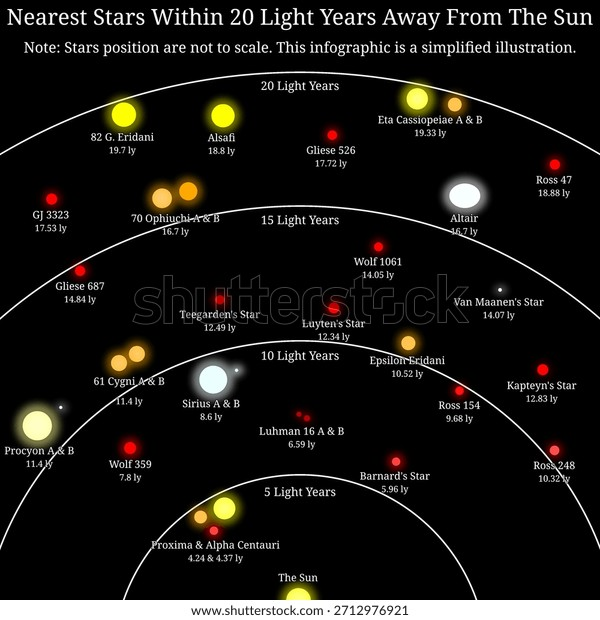 Nearest Stars Within 20 Light Years Away From The Sun
Note: Stars position are not to scale. This infographic is a simplified illustration.
20 Light Years
82 G. Eridani
19.7 ly
Alsafi
18.8 ly
Gliese 526
17.72 ly
Eta Cassiopeiae A & B
19.33 ly
Ross 47
18.88 ly
GJ 3323
17.53 ly
70 Ophiuchi A & B
16.7 ly
15 Light Years
Altair
16.7 ly
Wolf 1061
14.05 ly
Gliese 687
14.84 ly
shutterstock
Teegarden's Star
12.49 ly
Luyten's Star
12.34 ly
Van Maanen's Star
14.07 ly
10 Light Years
61 Cygni A & B
11.4 ly
Sirius A & B
8.6 ly
Epsilon Eridani
10.52 ly
Kapteyn's Star
12.83 ly
Ross 154
9.68 ly
Luhman 16 A & B
6.59 ly
Procyon A & B
11.4 ly
Wolf 359
7.8 ly
Barnard's Star
5.96 ly
Ross 248
10.32 ly
5 Light Years
Proxima & Alpha Centauri
4.24 & 4.37 ly
The Sun
www.shutterstock.com · 2712976921